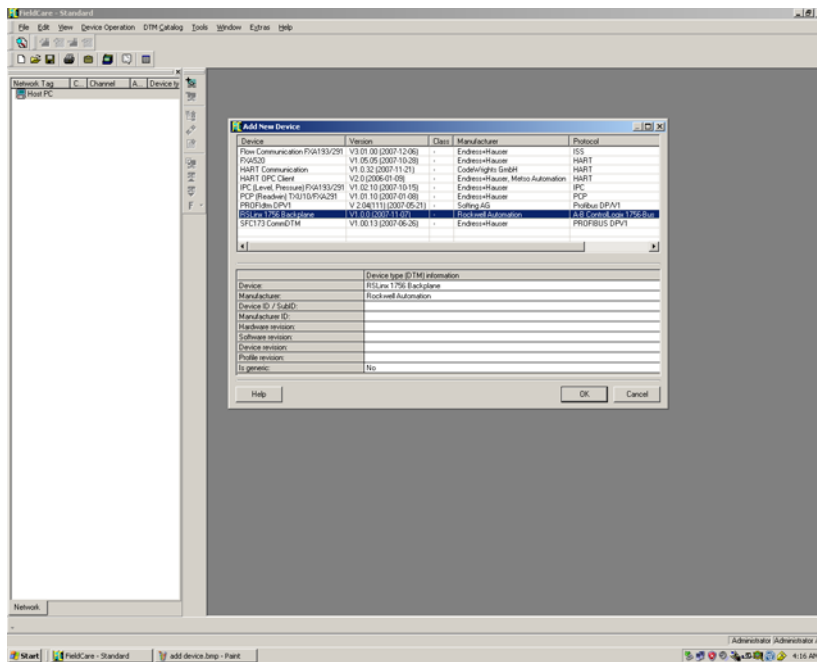 FieldCare - Standard
File Edit View Device Operation DTM Catalog Tools Window Extras Help
Network Tag C... Channel A... Device ty
Host PC
Add New Device
Device Version Class Manufacturer Protocol
Flow Communication FXA193/291 V3.01.00 (2007-12-06) - Endress+Hauser ISS
FXA520 V1.05.05 (2007-10-28) - Endress+Hauser HART
HART Communication V1.0.32 (2007-11-21) - CodeWrights GmbH HART
HART OPC Client V2.0 (2006-01-09) - Endress+Hauser, Metso Automation HART
IPC (Level, Pressure) FXA193/291 V1.02.10 (2007-10-15) - Endress+Hauser IPC
PCP (Readwin) TXU10/FXA291 V1.01.10 (2007-01-08) - Endress+Hauser PCP
PROFIdtm DPV1 V 2.04(111) (2007-05-21) - Softing AG Profibus DP/V1
RSLinx 1756 Backplane V1.0.0 (2007-11-07) - Rockwell Automation A-B ControlLogix 1756-Bus
SFC173 CommDTM V1.00.13 (2007-06-26) - Endress+Hauser PROFIBUS DPV1
Device type (DTM) information
Device: RSLinx 1756 Backplane
Manufacturer: Rockwell Automation
Device ID / SubID:
Manufacturer ID:
Hardware revision:
Software revision:
Device revision:
Profile revision:
Is generic: No
Help OK Cancel
F
Network
Administrator Administrator
Start FieldCare - Standard add device.bmp - Paint 4:16 AM